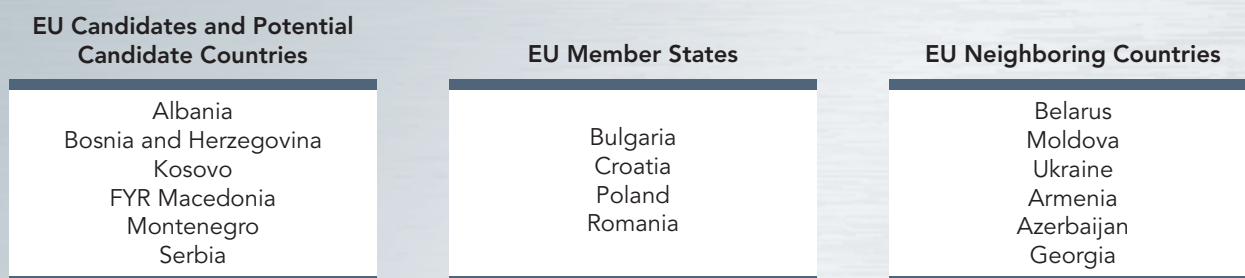 EU Candidates and Potential
Candidate Countries
Albania
Bosnia and Herzegovina
Kosovo
FYR Macedonia
Montenegro
Serbia
EU Member States
Bulgaria
Croatia
Poland
Romania
EU Neighboring Countries
Belarus
Moldova
Ukraine
Armenia
Azerbaijan
Georgia